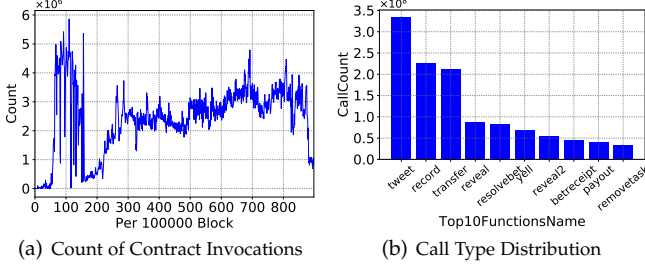 ×10⁶
6
5
4
3
2
1
0
Count
0 100 200 300 400 500 600 700 800
Per 100000 Block
(a) Count of Contract Invocations
×10⁶
3.5
3.0
2.5
2.0
1.5
1.0
0.5
0.0
CallCount
tweet record transfer reveal resolvebet yell reveal2 betreceipt payout removetask
Top10FunctionsName
(b) Call Type Distribution